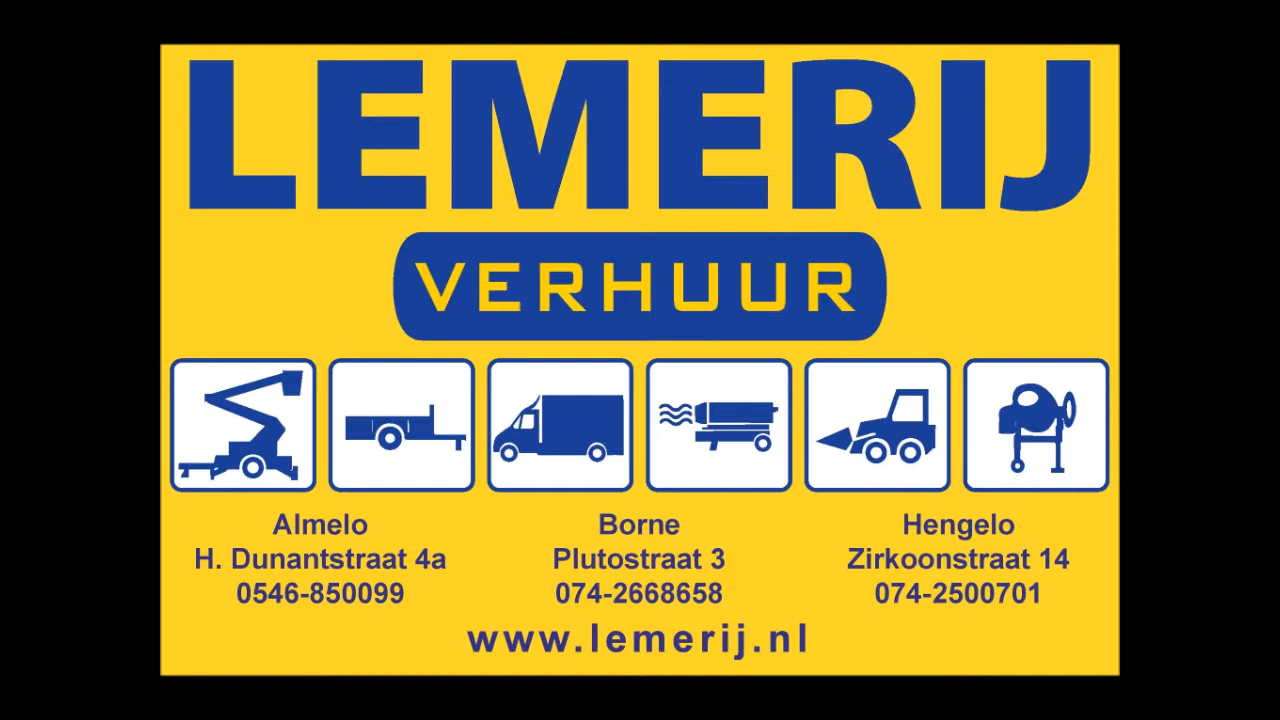 LEMERIJ
VERHUUR
Almelo
H. Dunantstraat 4a
0546-850099
Borne
Plutostraat 3
074-2668658
Hengelo
Zirkoonstraat 14
074-2500701
www.lemerij.nl